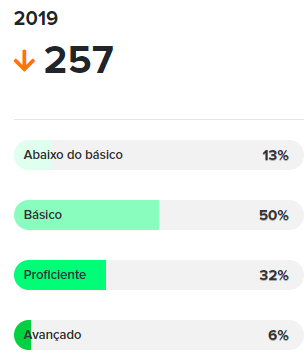 2019
↓ 257
Abaixo do básico 13%
Básico 50%
Proficiente 32%
Avançado 6%